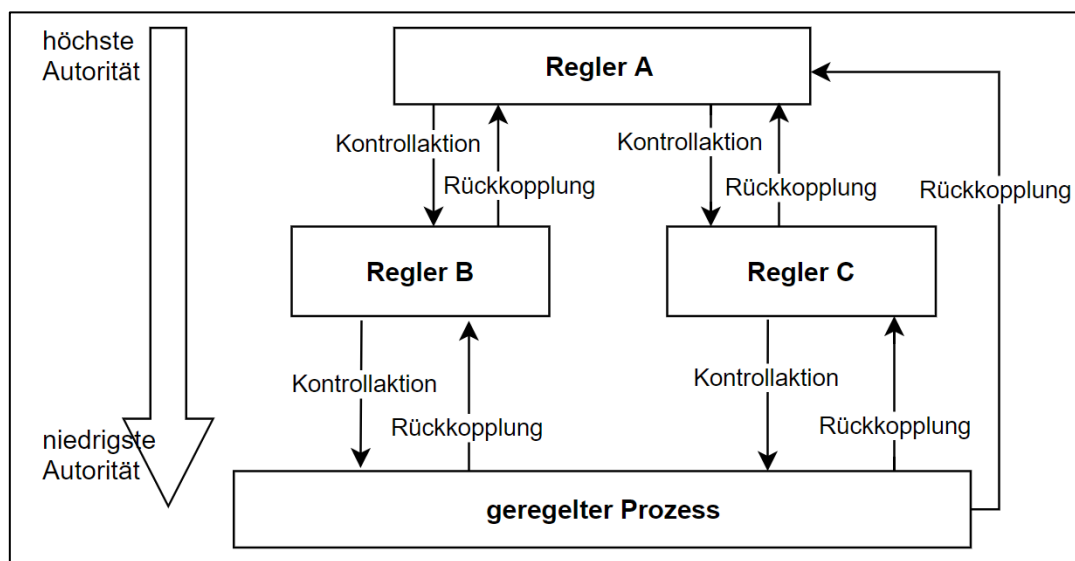 höchste
Autorität
Regler A
Kontrollaktion
Kontrollaktion
Rückkopplung
Rückkopplung
Rückkopplung
Regler B
Regler C
Kontrollaktion
Kontrollaktion
Rückkopplung
Rückkopplung
niedrigste
Autorität
geregelter Prozess